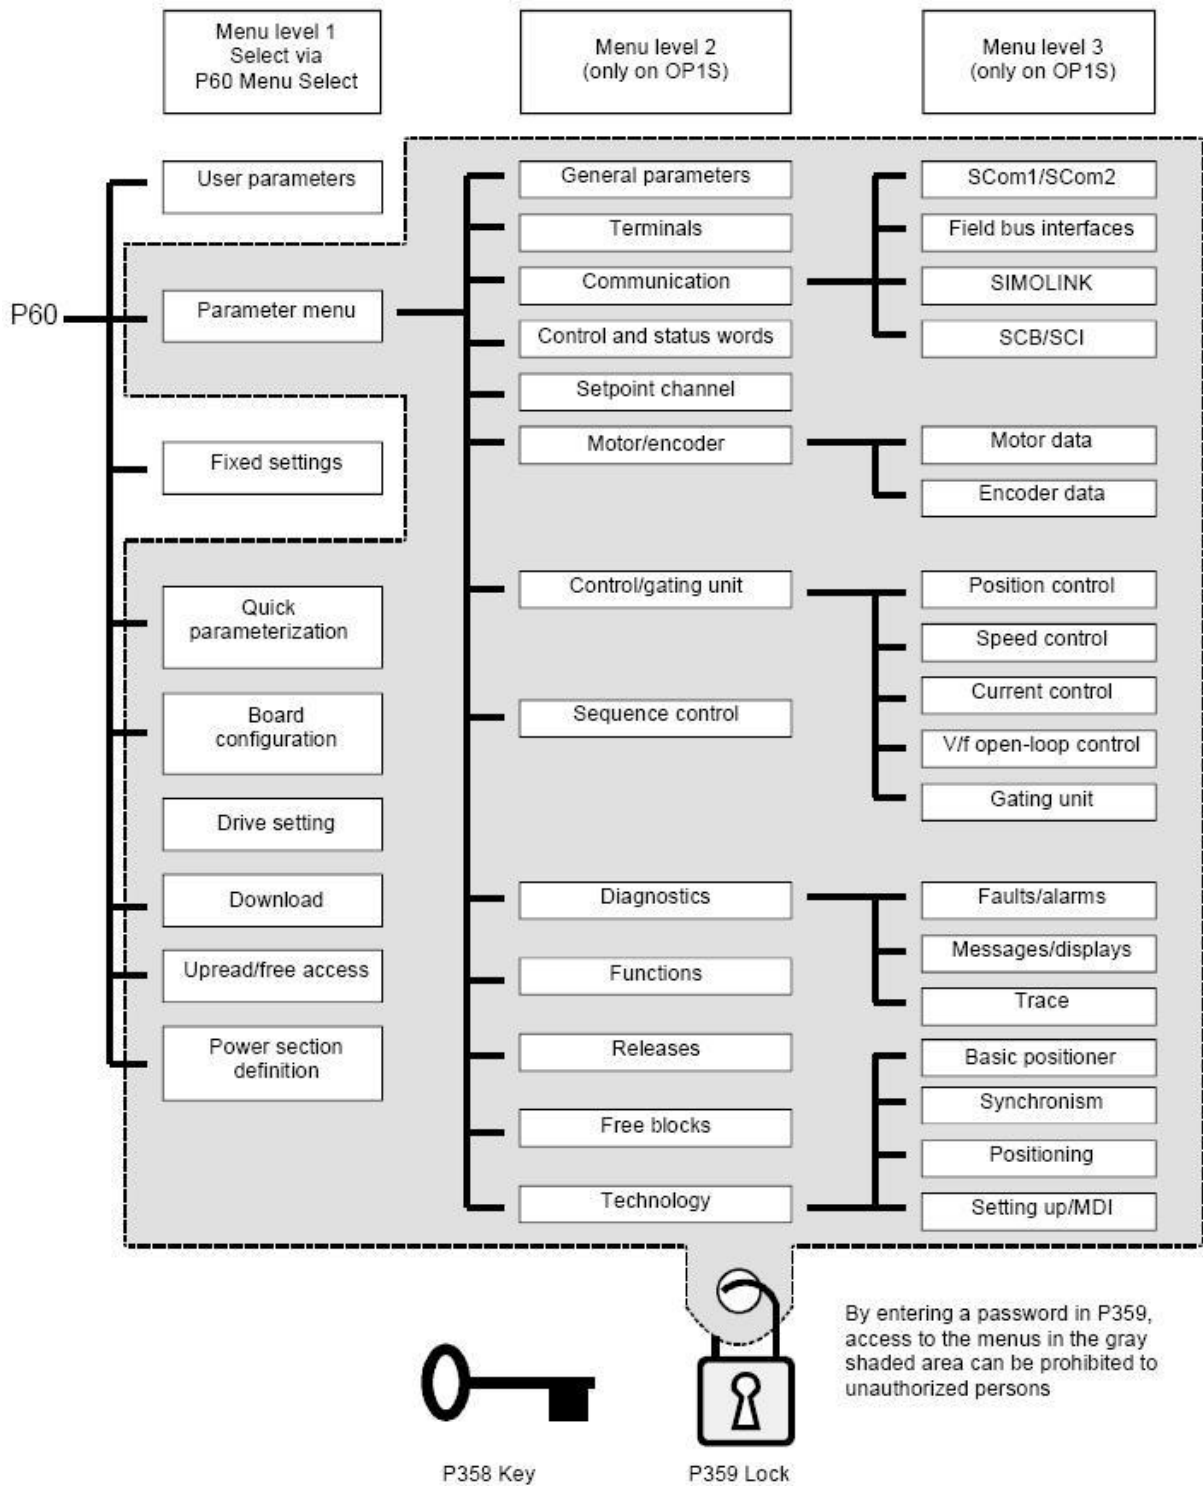 Menu level 1
Select via
P60 Menu Select
Menu level 2
(only on OP1S)
Menu level 3
(only on OP1S)
P60
User parameters
Parameter menu
Fixed settings
Quick
parameterization
Board
configuration
Drive setting
Download
Upread/free access
Power section
definition
General parameters
Terminals
Communication
Control and status words
Setpoint channel
Motor/encoder
Control/gating unit
Sequence control
Diagnostics
Functions
Releases
Free blocks
Technology
SCom1/SCom2
Field bus interfaces
SIMOLINK
SCB/SCI
Motor data
Encoder data
Position control
Speed control
Current control
V/f open-loop control
Gating unit
Faults/alarms
Messages/displays
Trace
Basic positioner
Synchronism
Positioning
Setting up/MDI
By entering a password in P359,
access to the menus in the gray
shaded area can be prohibited to
unauthorized persons
P358 Key
P359 Lock